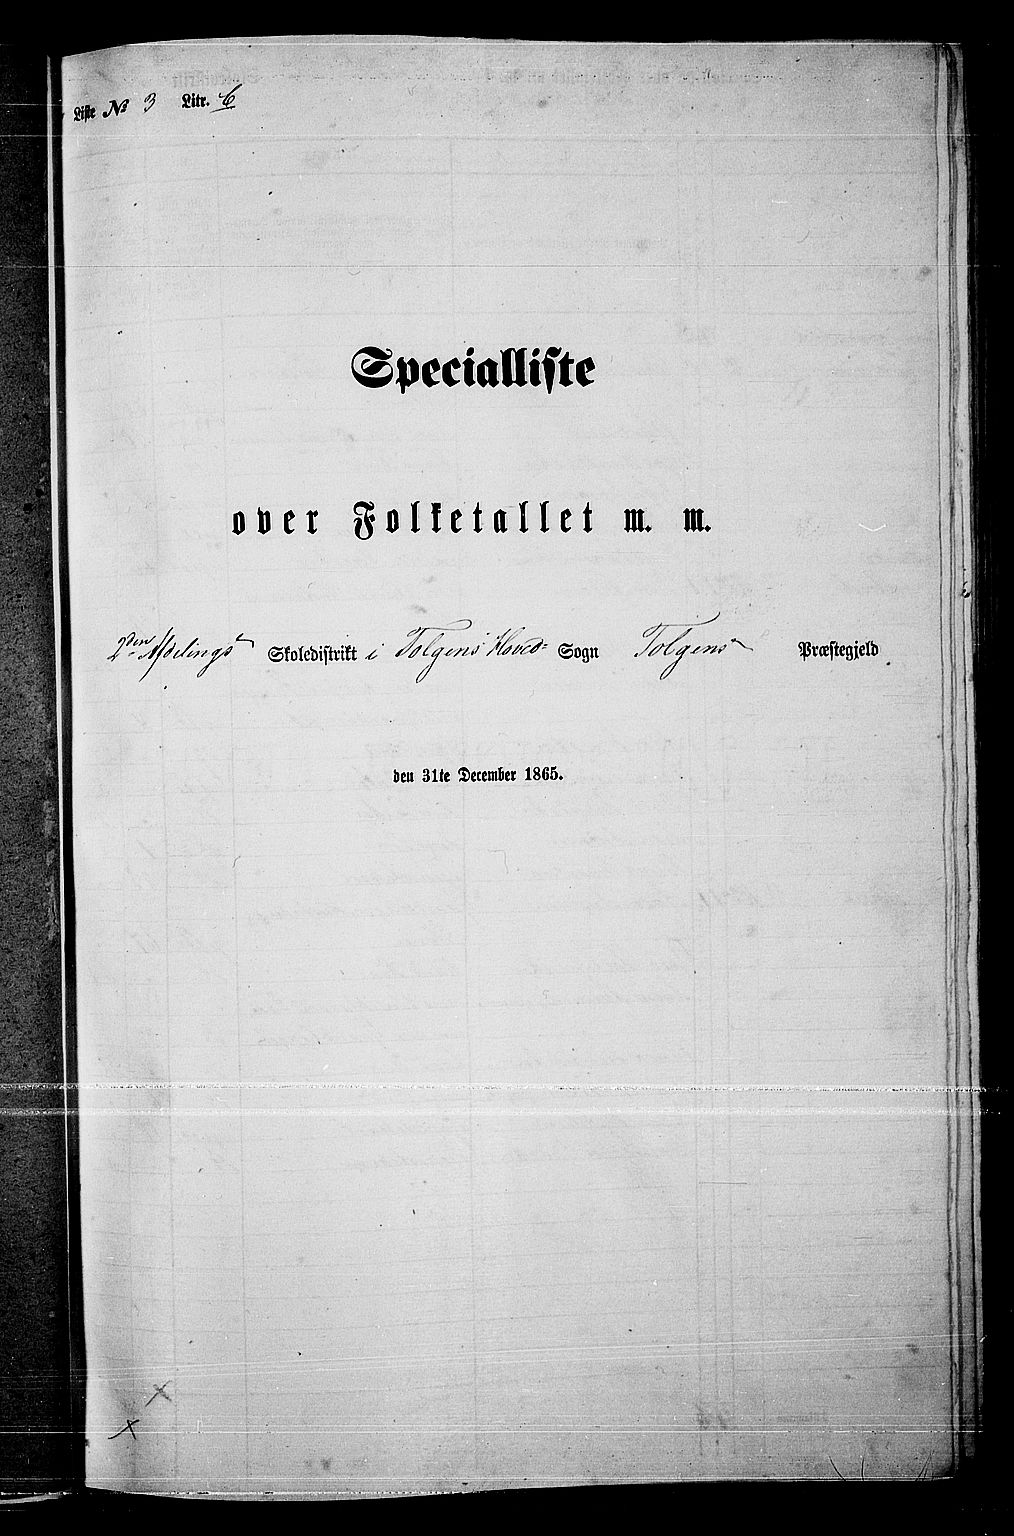 Liste № 3 Litr. C
Specialliste
over Folketallet m. m.
2den Afdelings Skoledistrikt i Tolgens Hoved- Sogn Tolgens Præstegjeld
den 31te December 1865.